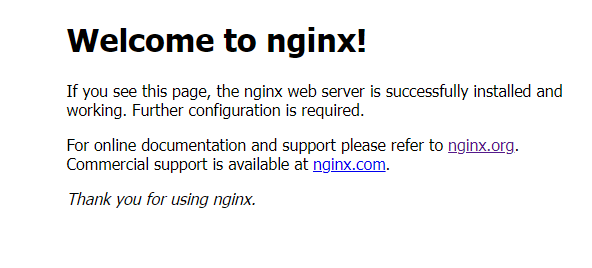 Welcome to nginx!
If you see this page, the nginx web server is successfully installed and
working. Further configuration is required.
For online documentation and support please refer to nginx.org.
Commercial support is available at nginx.com.
Thank you for using nginx.